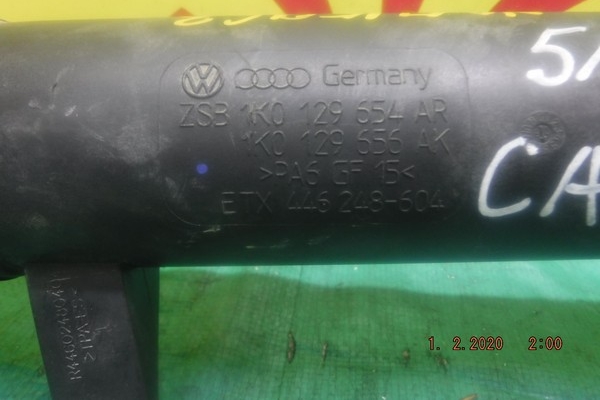 Germany
ZSB 1K0 129 654 AR
1K0 129 656 AK
>PA6 GF 15<
ETX 446 248-604
5
CA
1. 2.2020 2:00